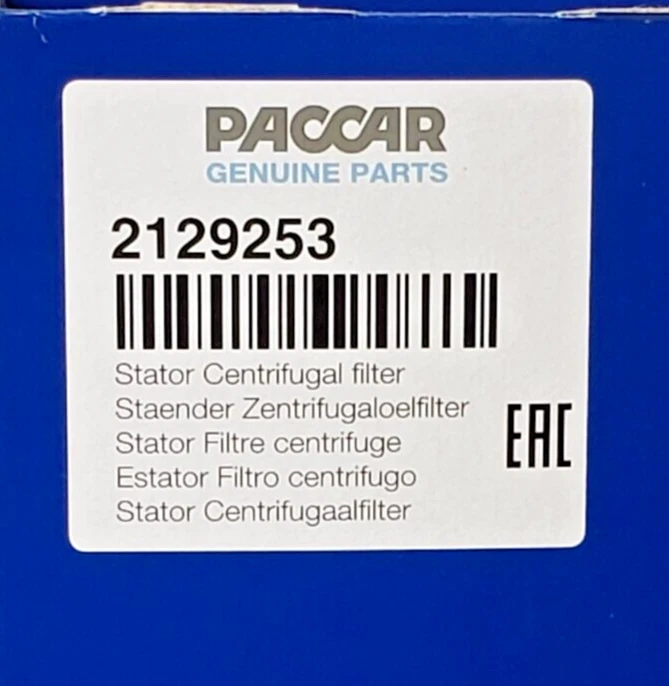 PACCAR
GENUINE PARTS
2129253
Stator Centrifugal filter
Staender Zentrifugaloelfilter
Stator Filtre centrifuge
Estator Filtro centrifugo
Stator Centrifugaalfilter
EAC